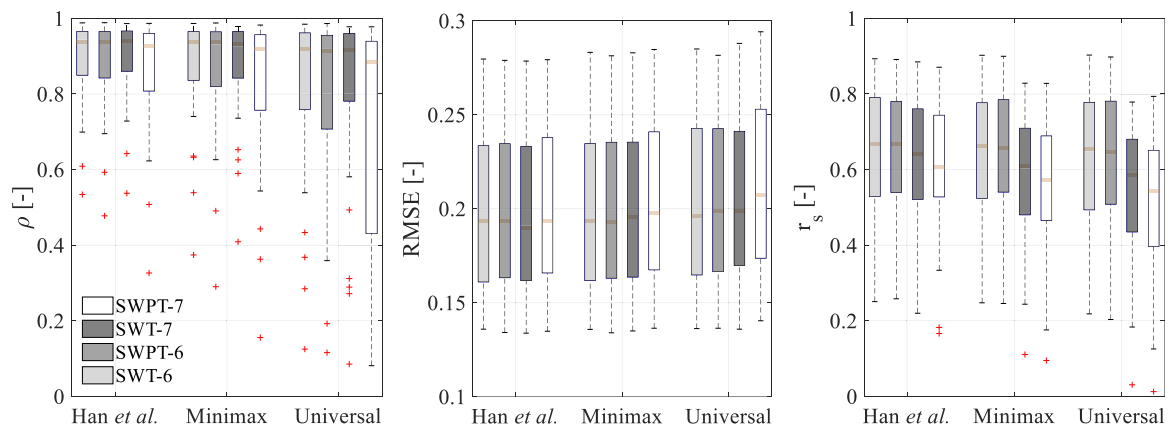 ρ [-]
1
0.8
0.6
0.4
0.2
0
SWPT-7
SWT-7
SWPT-6
SWT-6
Han et al.
Minimax
Universal
RMSE [-]
0.3
0.25
0.2
0.15
0.1
Han et al.
Minimax
Universal
r_s [-]
1
0.8
0.6
0.4
0.2
0
Han et al.
Minimax
Universal